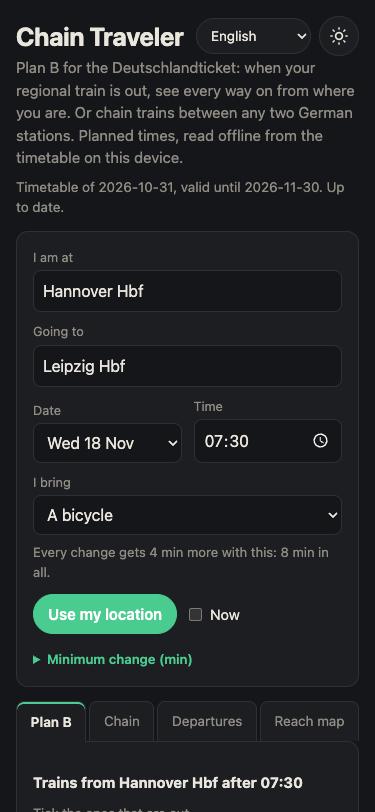 Chain Traveler
English
Plan B for the Deutschlandticket: when your
regional train is out, see every way on from where
you are. Or chain trains between any two German
stations. Planned times, read offline from the
timetable on this device.
Timetable of 2026-10-31, valid until 2026-11-30. Up
to date.
I am at
Hannover Hbf
Going to
Leipzig Hbf
Date
Time
Wed 18 Nov
07:30
I bring
A bicycle
Every change gets 4 min more with this: 8 min in
all.
Use my location
Now
Minimum change (min)
Plan B
Chain
Departures
Reach map
Trains from Hannover Hbf after 07:30